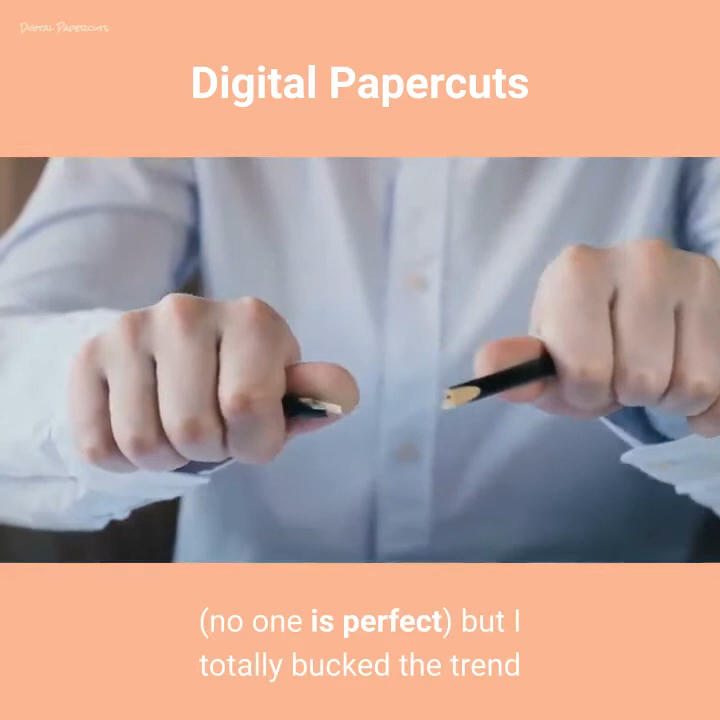 Digital Papercuts
Digital Papercuts
(no one is perfect) but I
totally bucked the trend